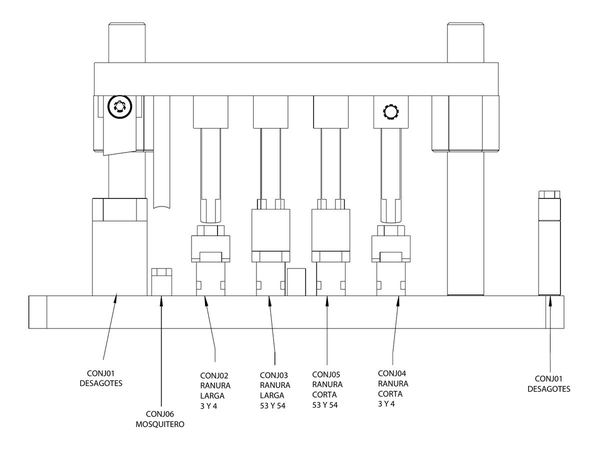 CONJ01
DESAGOTES
CONJ06
MOSQUITERO
CONJ02
RANURA
LARGA
3 Y 4
CONJ03
RANURA
LARGA
53 Y 54
CONJ05
RANURA
CORTA
53 Y 54
CONJ04
RANURA
CORTA
3 Y 4
CONJ01
DESAGOTES